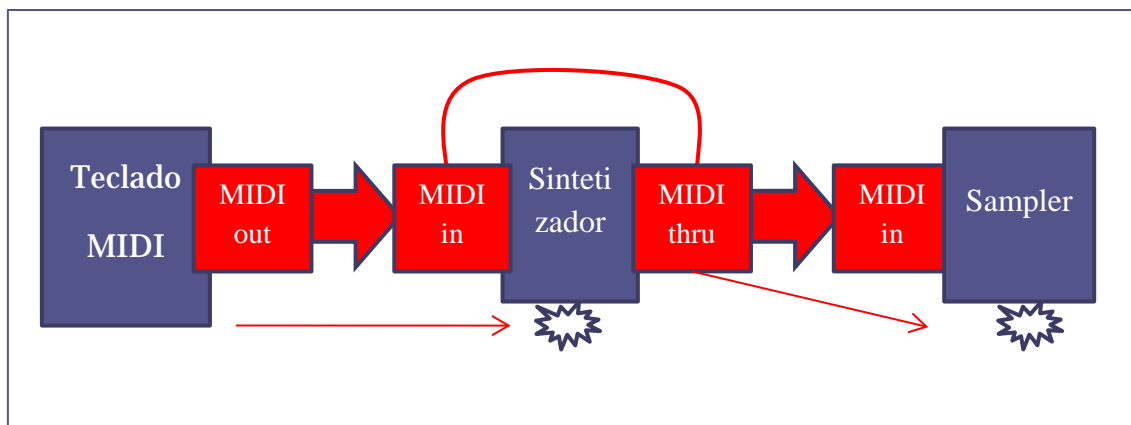 Teclado
MIDI
MIDI
out
MIDI
in
Sinteti
zador
MIDI
thru
MIDI
in
Sampler